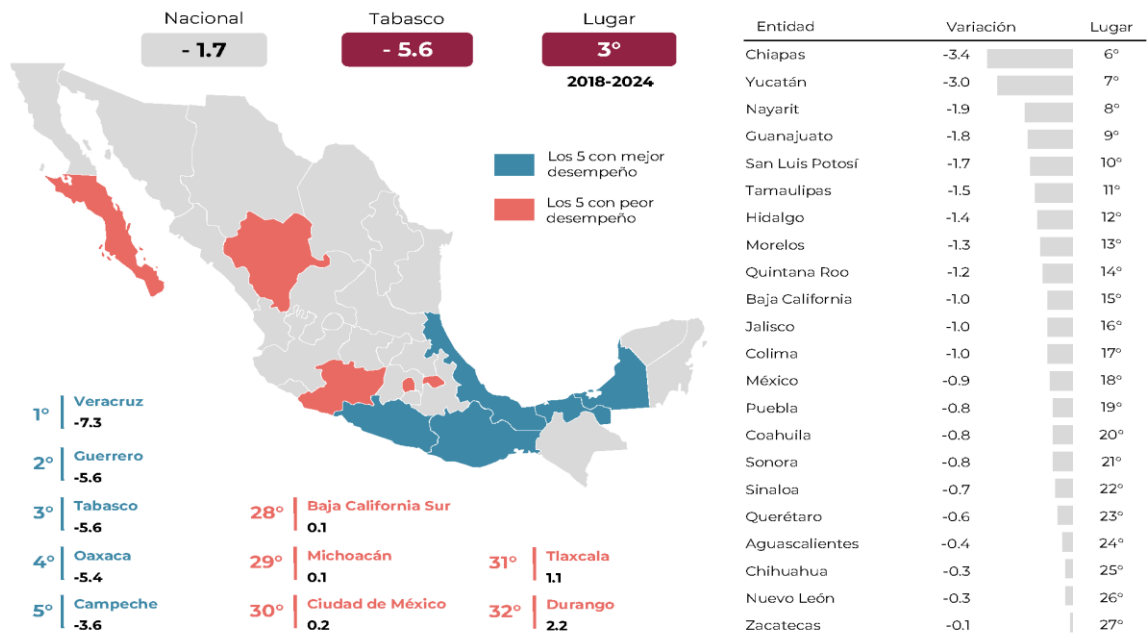 Nacional
- 1.7
Tabasco
- 5.6
Lugar
3°
2018-2024
Los 5 con mejor
desempeño
Los 5 con peor
desempeño
1° Veracruz
-7.3
2° Guerrero
-5.6
3° Tabasco
-5.6
4° Oaxaca
-5.4
5° Campeche
-3.6
28° Baja California Sur
0.1
29° Michoacán
0.1
30° Ciudad de México
0.2
31° Tlaxcala
1.1
32° Durango
2.2
Entidad Variación Lugar
Chiapas -3.4 6°
Yucatán -3.0 7°
Nayarit -1.9 8°
Guanajuato -1.8 9°
San Luis Potosí -1.7 10°
Tamaulipas -1.5 11°
Hidalgo -1.4 12°
Morelos -1.3 13°
Quintana Roo -1.2 14°
Baja California -1.0 15°
Jalisco -1.0 16°
Colima -1.0 17°
México -0.9 18°
Puebla -0.8 19°
Coahuila -0.8 20°
Sonora -0.8 21°
Sinaloa -0.7 22°
Querétaro -0.6 23°
Aguascalientes -0.4 24°
Chihuahua -0.3 25°
Nuevo León -0.3 26°
Zacatecas -0.1 27°